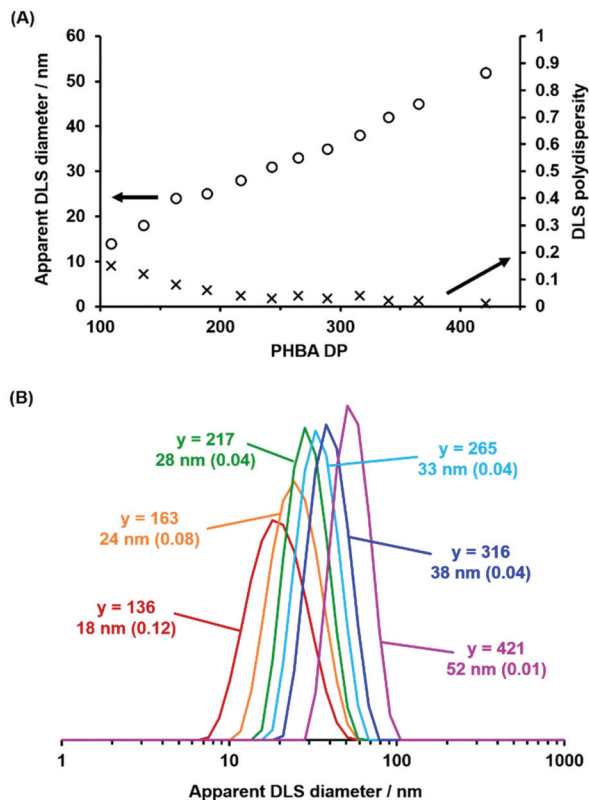 (A)
60
50
40
30
20
10
0
Apparent DLS diameter / nm
1
0.9
0.8
0.7
0.6
0.5
0.4
0.3
0.2
0.1
0
DLS polydispersity
100
200
300
400
PHBA DP
(B)
y = 217
28 nm (0.04)
y = 265
33 nm (0.04)
y = 163
24 nm (0.08)
y = 316
38 nm (0.04)
y = 136
18 nm (0.12)
y = 421
52 nm (0.01)
1
10
100
1000
Apparent DLS diameter / nm